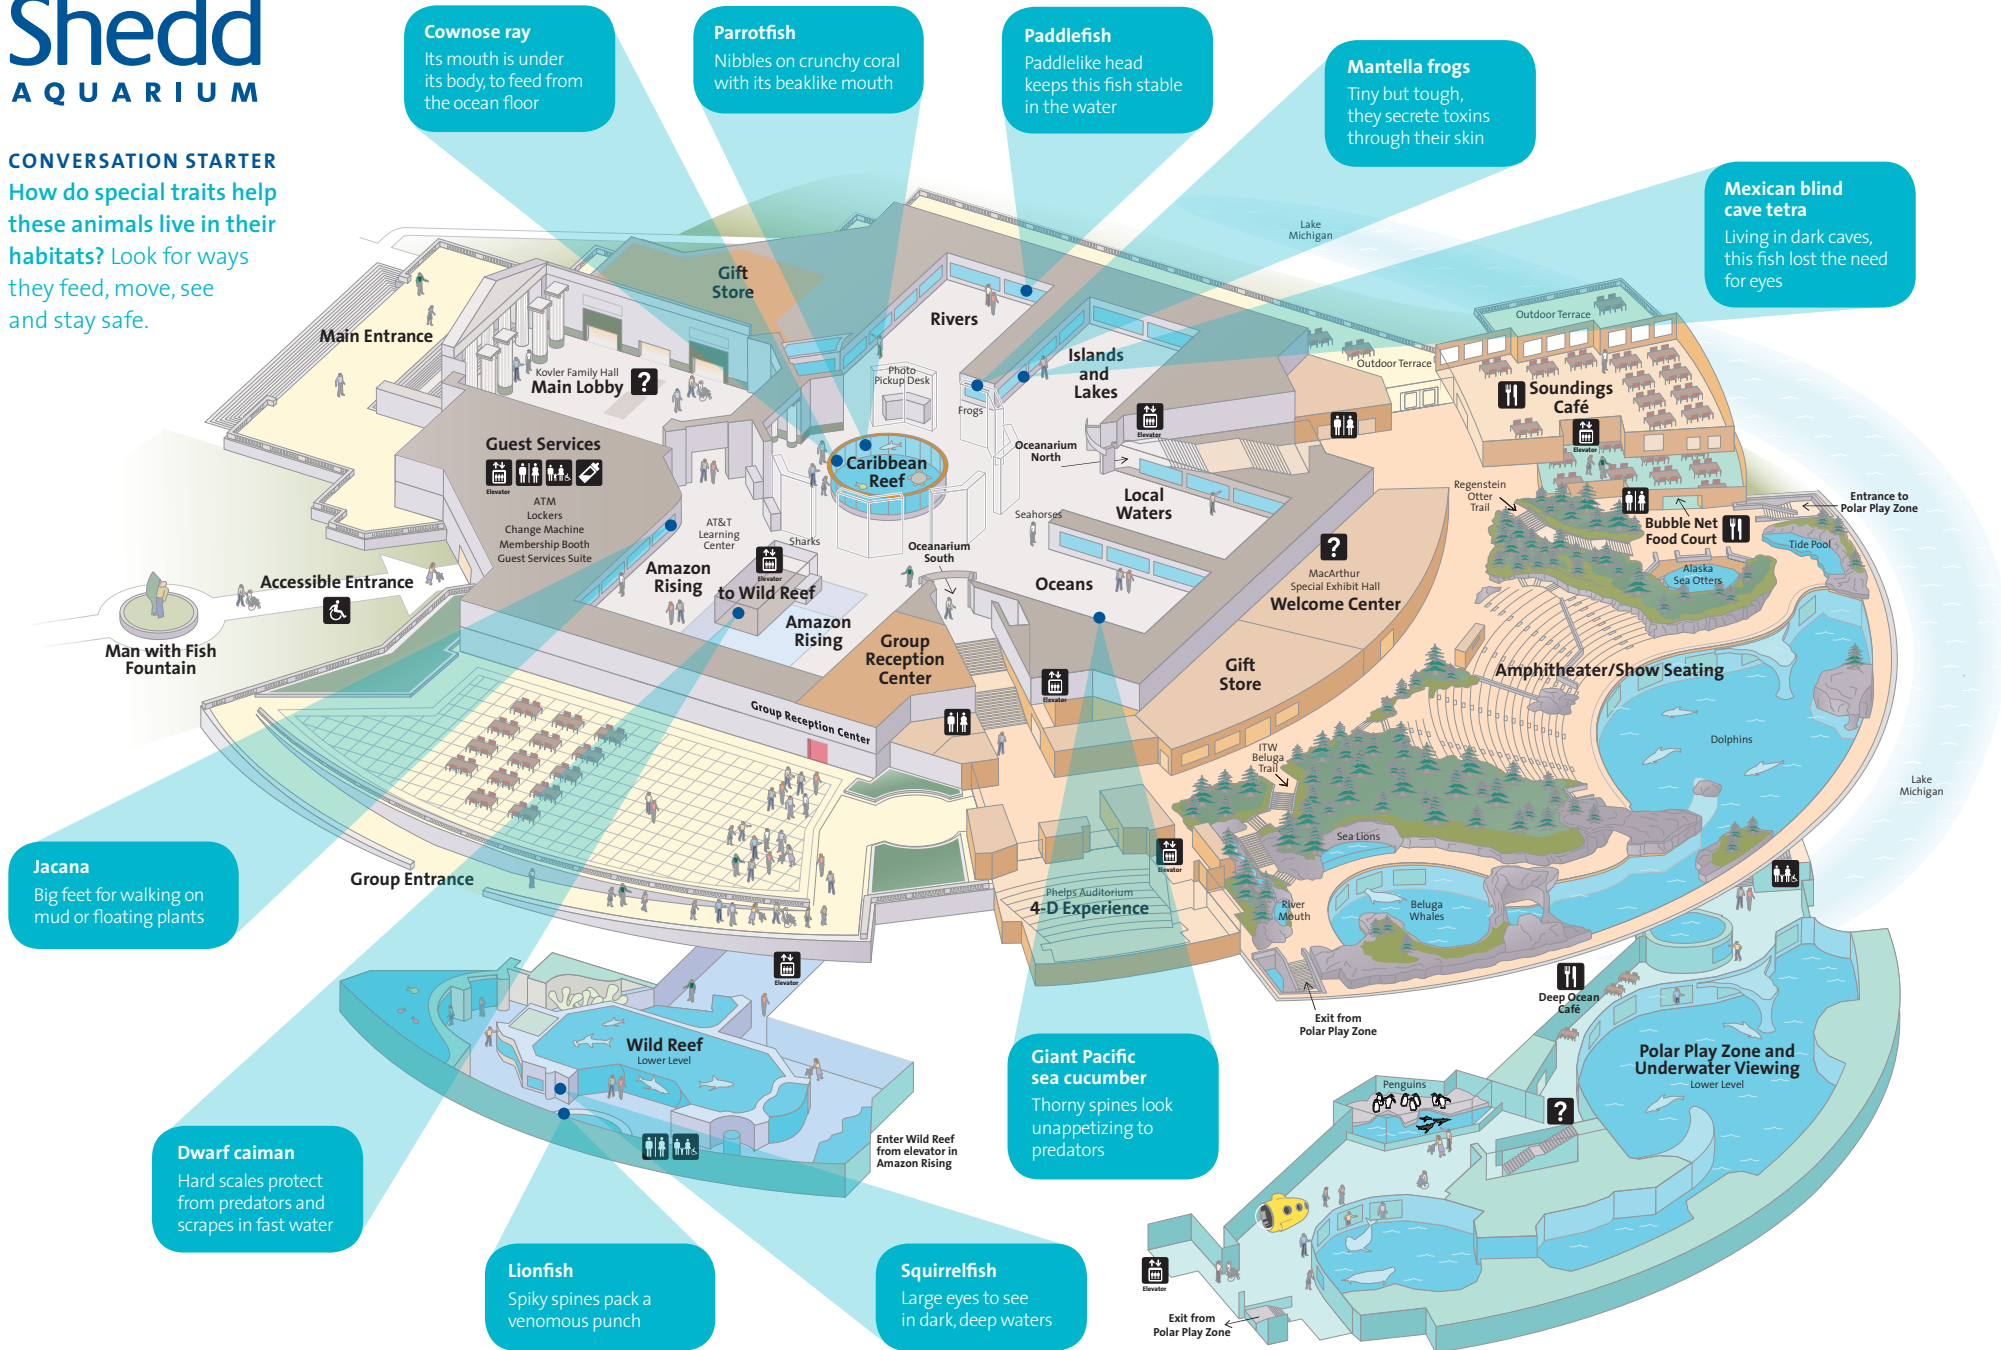 Shedd
AQUARIUM
CONVERSATION STARTER
How do special traits help
these animals live in their
habitats? Look for ways
they feed, move, see
and stay safe.
Cownose ray
Its mouth is under
its body, to feed from
the ocean floor
Parrotfish
Nibbles on crunchy coral
with its beaklike mouth
Paddlefish
Paddlelike head
keeps this fish stable
in the water
Mantella frogs
Tiny but tough,
they secrete toxins
through their skin
Mexican blind
cave tetra
Living in dark caves,
this fish lost the need
for eyes
Lake
Michigan
Gift
Store
Main Entrance
Kovler Family Hall
Main Lobby
?
Rivers
Photo
Pickup Desk
Frogs
Islands
and
Lakes
Outdoor Terrace
Outdoor Terrace
Soundings
Café
Elevator
Guest Services
Elevator
ATM
Lockers
Change Machine
Membership Booth
Guest Services Suite
Caribbean
Reef
Elevator
Oceanarium
North
Local
Waters
Seahorses
Regenstein
Otter
Trail
Entrance to
Polar Play Zone
Bubble Net
Food Court
Tide Pool
Alaska
Sea Otters
AT&T
Learning
Center
Sharks
Elevator
Amazon
Rising
to Wild Reef
Amazon
Rising
Oceanarium
South
Oceans
?
MacArthur
Special Exhibit Hall
Welcome Center
Accessible Entrance
Man with Fish
Fountain
Group
Reception
Center
Group Reception Center
Elevator
Gift
Store
Amphitheater/Show Seating
Dolphins
ITW
Beluga
Trail
Lake
Michigan
Sea Lions
Elevator
Phelps Auditorium
4-D Experience
River
Mouth
Beluga
Whales
Group Entrance
Jacana
Big feet for walking on
mud or floating plants
Elevator
Wild Reef
Lower Level
Enter Wild Reef
from elevator in
Amazon Rising
Exit from
Polar Play Zone
Deep Ocean
Café
Polar Play Zone and
Underwater Viewing
Lower Level
Penguins
?
Giant Pacific
sea cucumber
Thorny spines look
unappetizing to
predators
Dwarf caiman
Hard scales protect
from predators and
scrapes in fast water
Lionfish
Spiky spines pack a
venomous punch
Squirrelfish
Large eyes to see
in dark, deep waters
Elevator
Exit from
Polar Play Zone